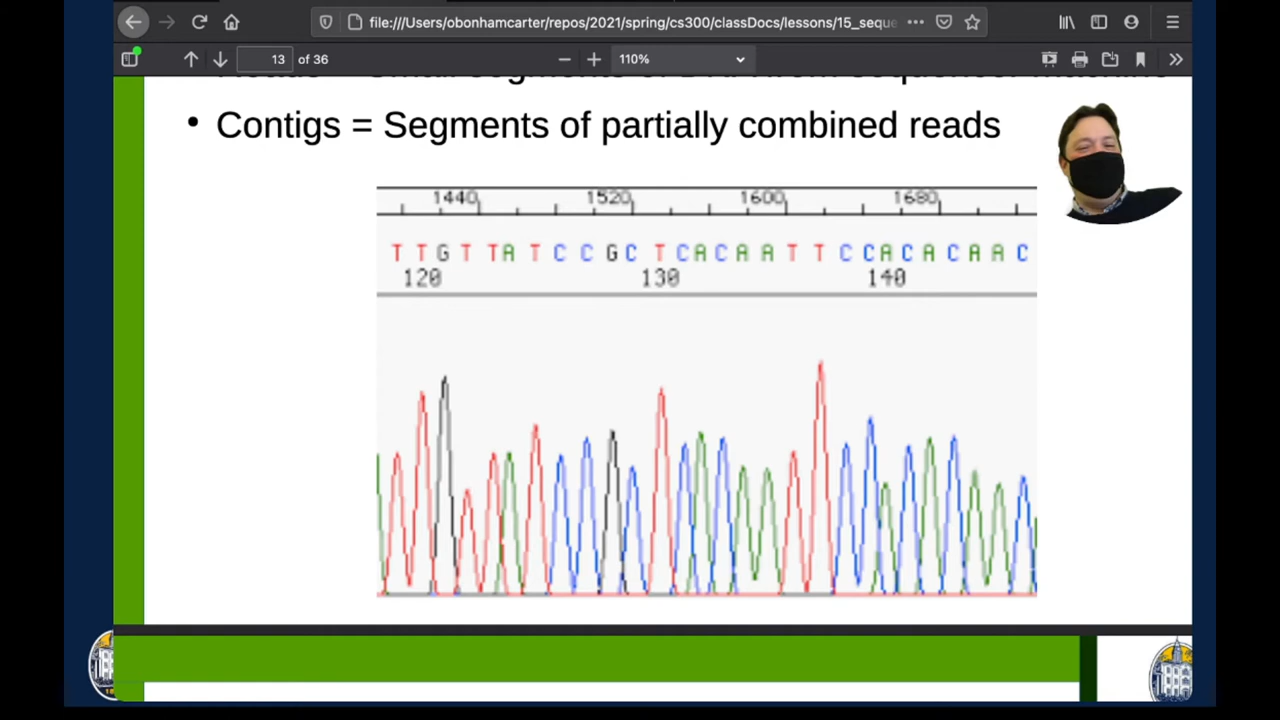 file:///Users/obonhamcarter/repos/2021/spring/cs300/classDocs/lessons/15_seque
13 of 36
110%
• Contigs = Segments of partially combined reads
1440 1520 1600 1680
T T G T T A T C C G C T C A C A A T T C C A C A C A A C
120 130 140